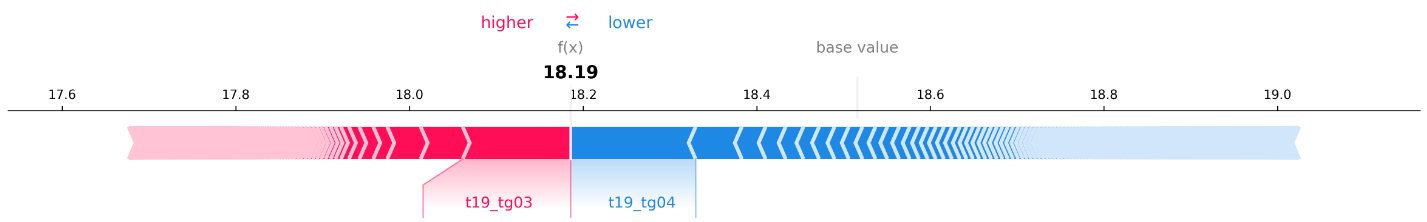 higher ⇄ lower
f(x) base value
18.19
17.6 17.8 18.0 18.2 18.4 18.6 18.8 19.0
t19_tg03 t19_tg04